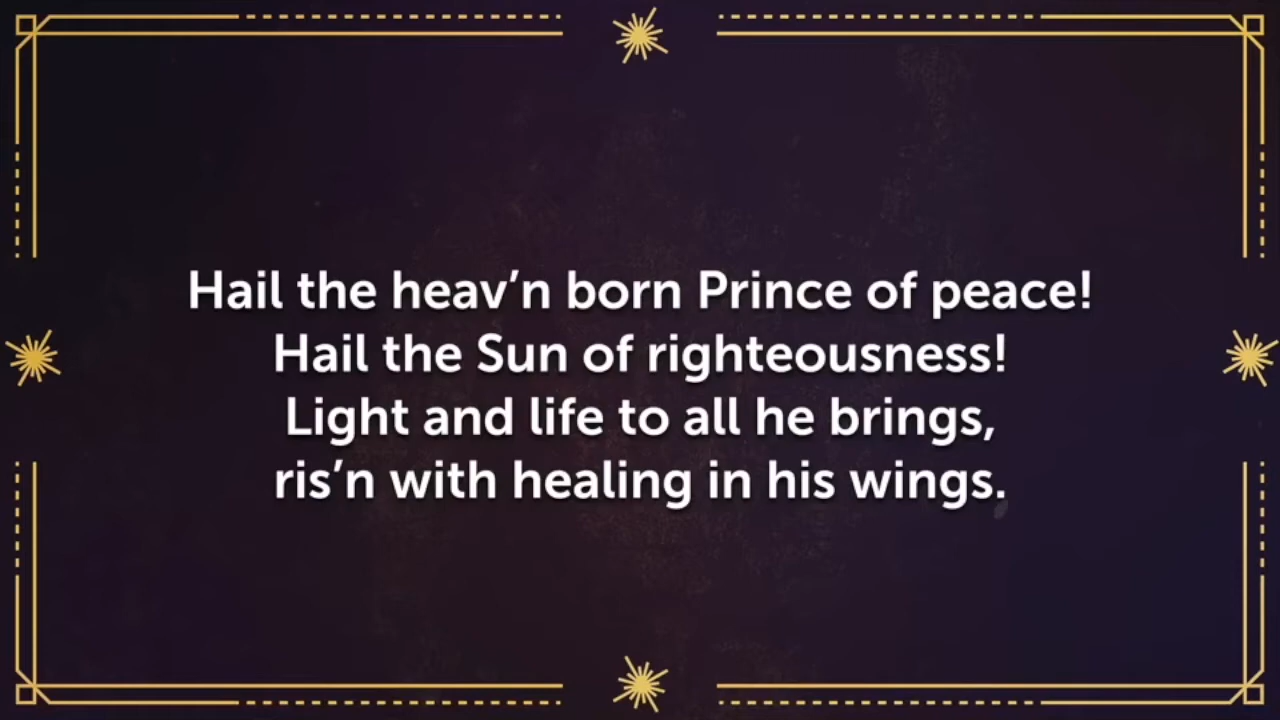 Hail the heav’n born Prince of peace!
Hail the Sun of righteousness!
Light and life to all he brings,
ris’n with healing in his wings.